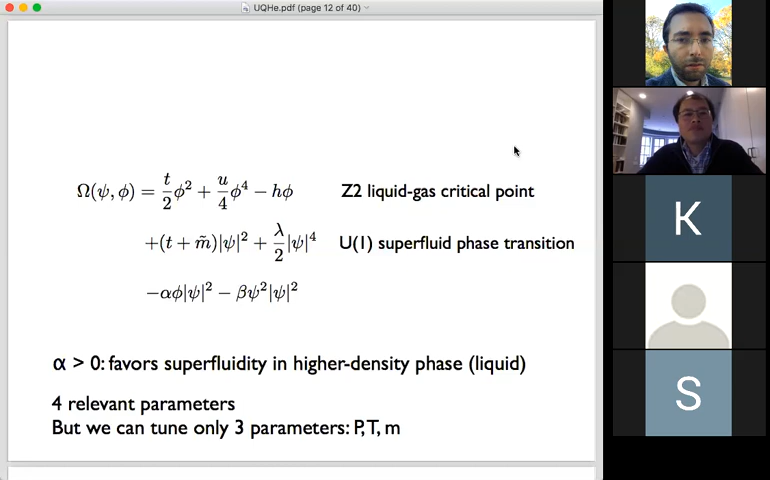 UQHe.pdf (page 12 of 40)
Ω(ψ, ϕ) = t/2 ϕ² + u/4 ϕ⁴ − hϕ Z2 liquid-gas critical point
+(t + m̃)|ψ|² + λ/2 |ψ|⁴ U(1) superfluid phase transition
−αϕ|ψ|² − βψ²|ψ|²
α > 0: favors superfluidity in higher-density phase (liquid)
4 relevant parameters
But we can tune only 3 parameters: P, T, m
K
S